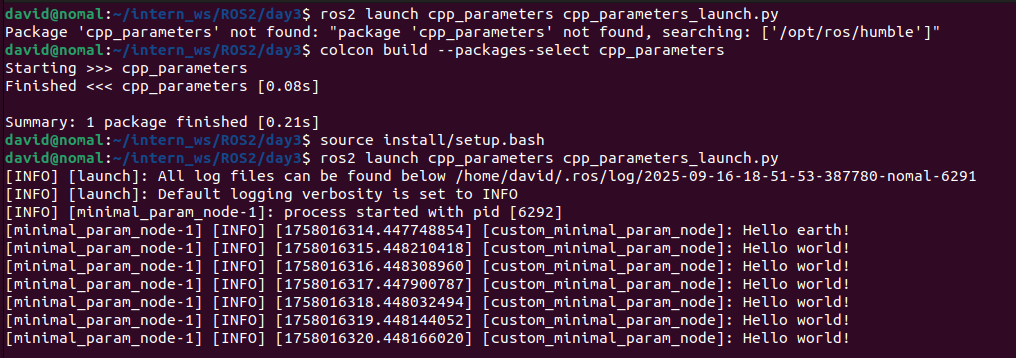 david@nomal:~/intern_ws/ROS2/day3$ ros2 launch cpp_parameters cpp_parameters_launch.py
Package 'cpp_parameters' not found: "package 'cpp_parameters' not found, searching: ['/opt/ros/humble']"
david@nomal:~/intern_ws/ROS2/day3$ colcon build --packages-select cpp_parameters
Starting >>> cpp_parameters
Finished <<< cpp_parameters [0.08s]

Summary: 1 package finished [0.21s]
david@nomal:~/intern_ws/ROS2/day3$ source install/setup.bash
david@nomal:~/intern_ws/ROS2/day3$ ros2 launch cpp_parameters cpp_parameters_launch.py
[INFO] [launch]: All log files can be found below /home/david/.ros/log/2025-09-16-18-51-53-387780-nomal-6291
[INFO] [launch]: Default logging verbosity is set to INFO
[INFO] [minimal_param_node-1]: process started with pid [6292]
[minimal_param_node-1] [INFO] [1758016314.447748854] [custom_minimal_param_node]: Hello earth!
[minimal_param_node-1] [INFO] [1758016315.448210418] [custom_minimal_param_node]: Hello world!
[minimal_param_node-1] [INFO] [1758016316.448308960] [custom_minimal_param_node]: Hello world!
[minimal_param_node-1] [INFO] [1758016317.447900787] [custom_minimal_param_node]: Hello world!
[minimal_param_node-1] [INFO] [1758016318.448032494] [custom_minimal_param_node]: Hello world!
[minimal_param_node-1] [INFO] [1758016319.448144052] [custom_minimal_param_node]: Hello world!
[minimal_param_node-1] [INFO] [1758016320.448166020] [custom_minimal_param_node]: Hello world!